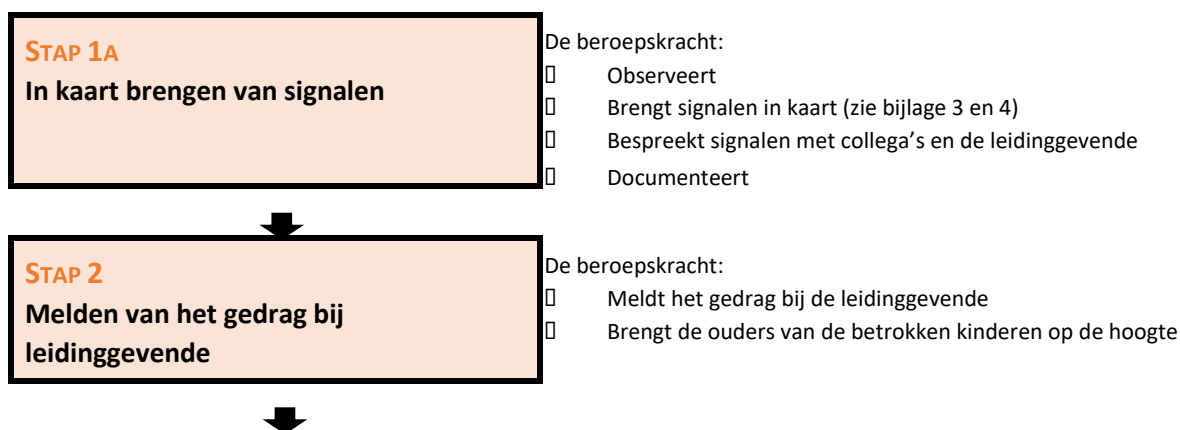 STAP 1A
In kaart brengen van signalen
De beroepskracht:
Observeert
Brengt signalen in kaart (zie bijlage 3 en 4)
Bespreekt signalen met collega’s en de leidinggevende
Documenteert
STAP 2
Melden van het gedrag bij
leidinggevende
De beroepskracht:
Meldt het gedrag bij de leidinggevende
Brengt de ouders van de betrokken kinderen op de hoogte